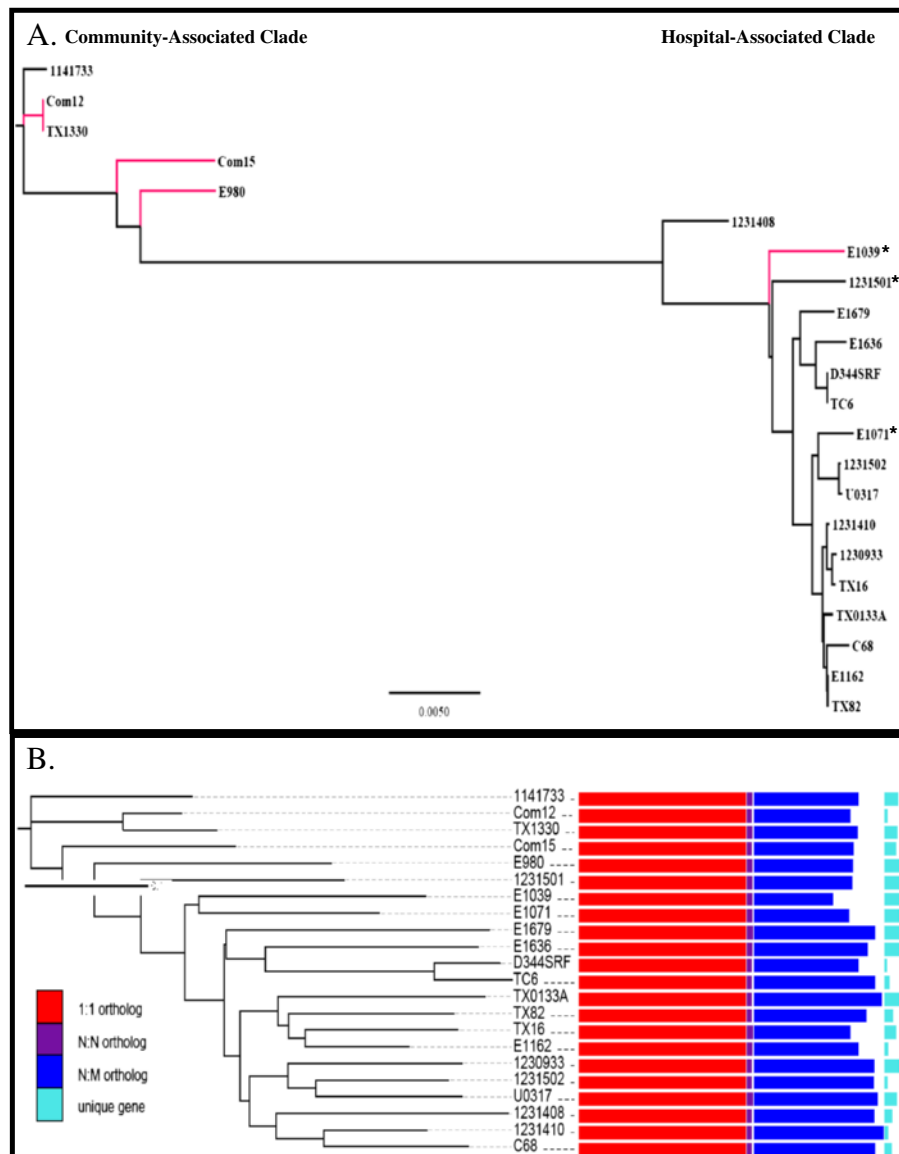 A. Community-Associated Clade
Hospital-Associated Clade
1141733
Com12
TX1330
Com15
E980
1231408
E1039*
1231501*
E1679
E1636
D344SRF
TC6
E1071*
1231502
U0317
1231410
1230933
TX16
TX0133A
C68
E1162
TX82
0.0050
B.
1141733
Com12
TX1330
Com15
E980
1231501
E1039
E1071
E1679
E1636
D344SRF
TC6
TX0133A
TX82
TX16
E1162
1230933
1231502
U0317
1231408
1231410
C68
1:1 ortholog
N:N ortholog
N:M ortholog
unique gene